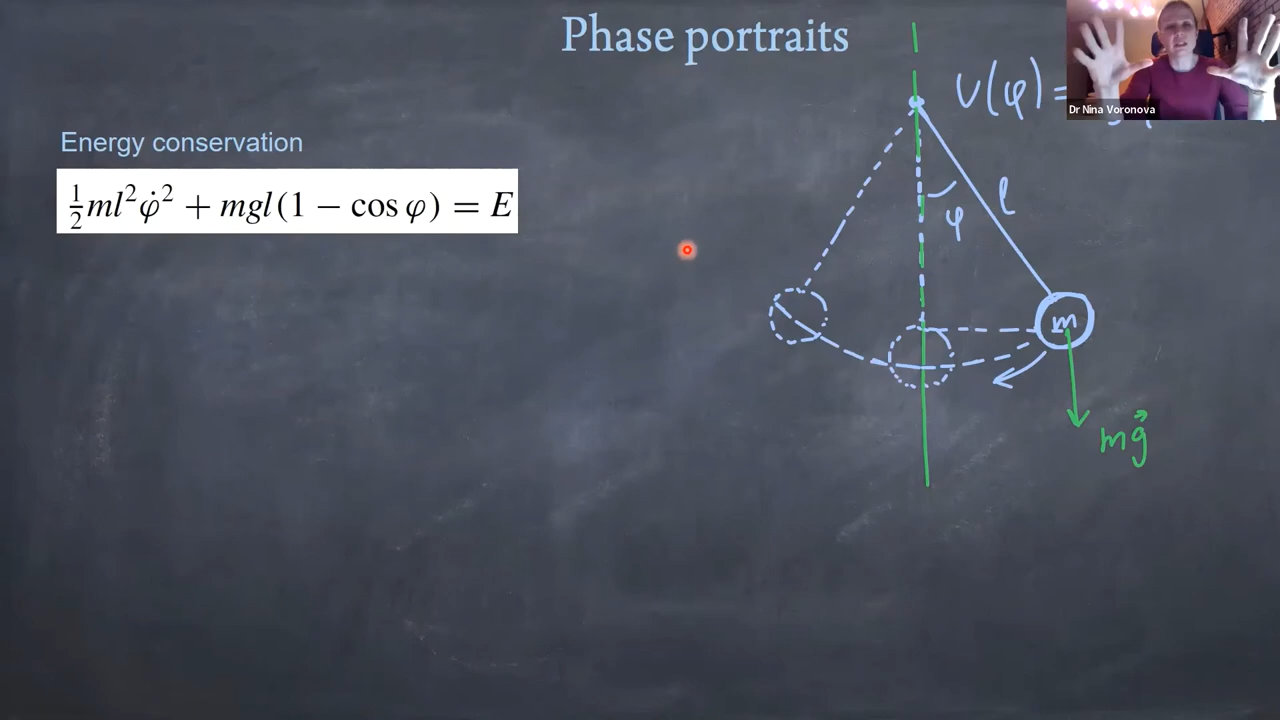 Phase portraits
U(φ)=
Dr Nina Voronova
Energy conservation
½ml²φ̇² + mgl(1 − cos φ) = E
φ
l
m
mg⃗